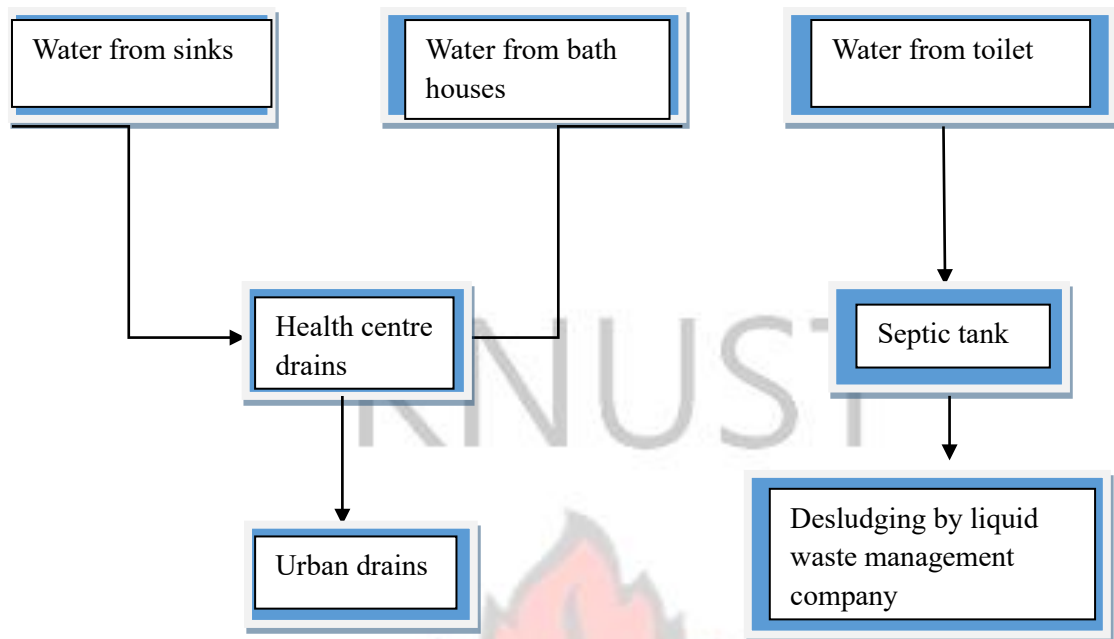 Water from sinks
Water from bath
houses
Water from toilet
Health centre
drains
Septic tank
KNUST
Urban drains
Desludging by liquid
waste management
company